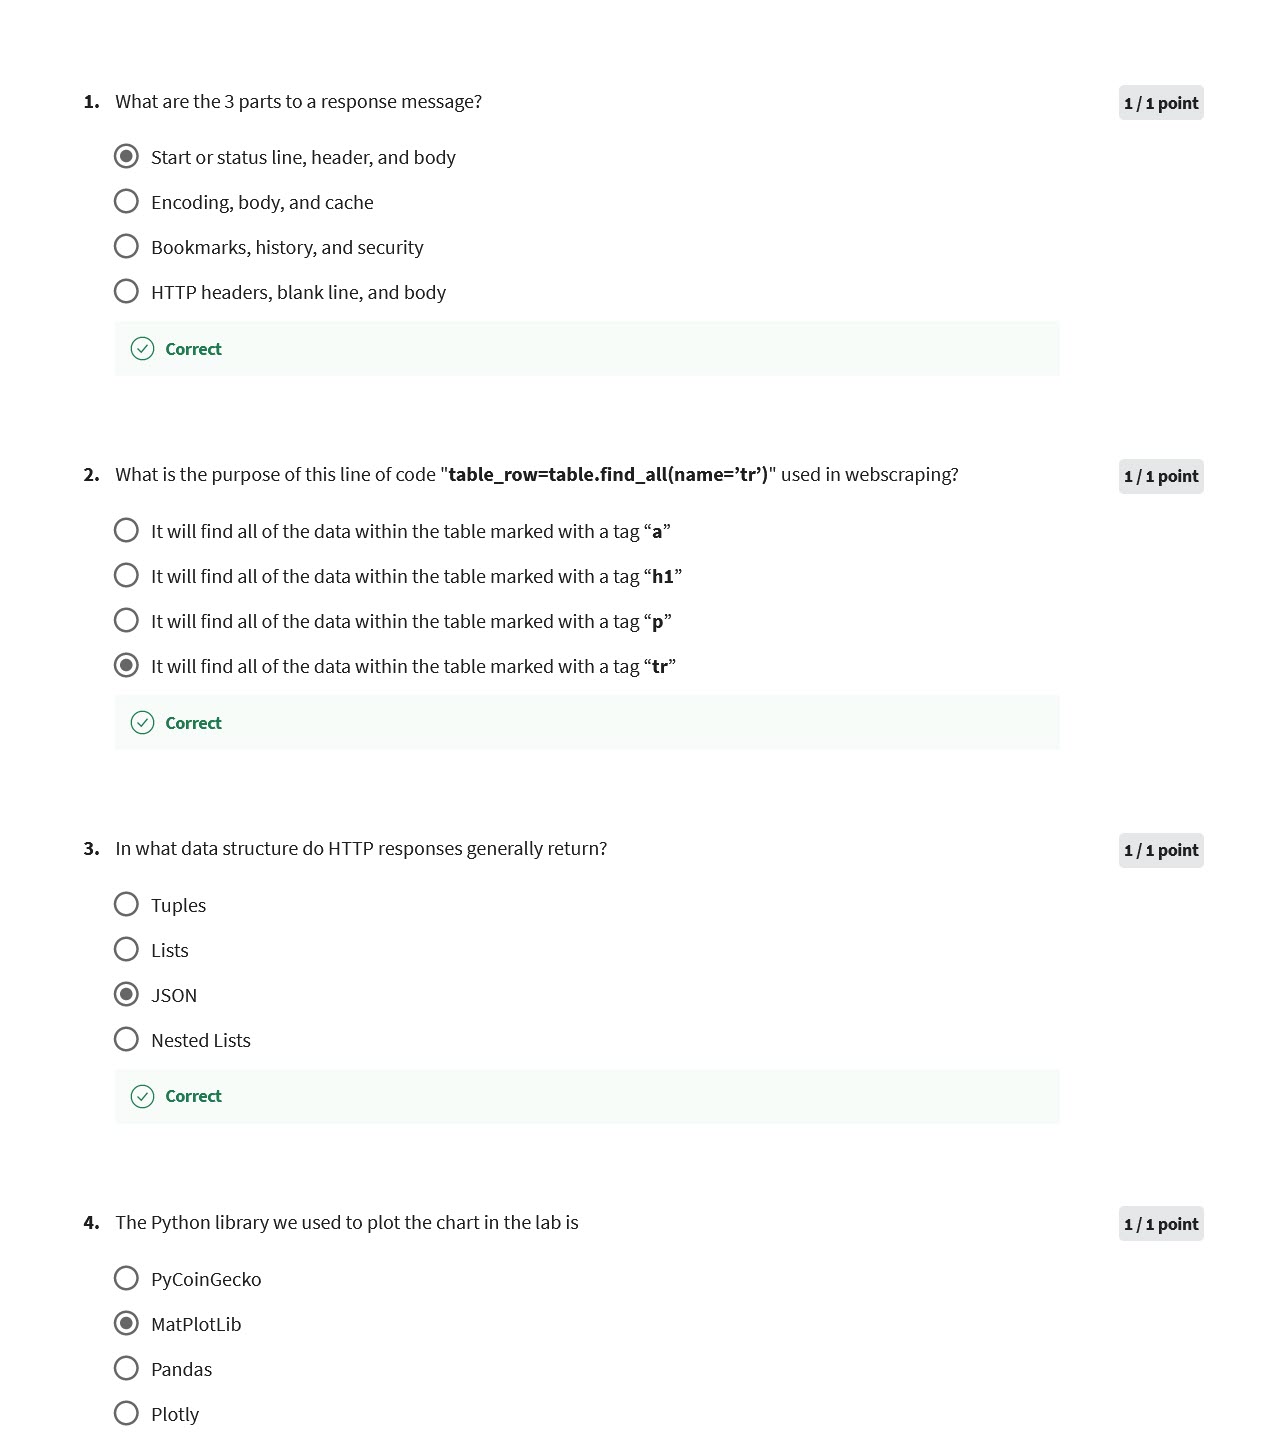 1. What are the 3 parts to a response message?
1 / 1 point
Start or status line, header, and body
Encoding, body, and cache
Bookmarks, history, and security
HTTP headers, blank line, and body
Correct
2. What is the purpose of this line of code "table_row=table.find_all(name=’tr’)" used in webscraping?
1 / 1 point
It will find all of the data within the table marked with a tag “a”
It will find all of the data within the table marked with a tag “h1”
It will find all of the data within the table marked with a tag “p”
It will find all of the data within the table marked with a tag “tr”
Correct
3. In what data structure do HTTP responses generally return?
1 / 1 point
Tuples
Lists
JSON
Nested Lists
Correct
4. The Python library we used to plot the chart in the lab is
1 / 1 point
PyCoinGecko
MatPlotLib
Pandas
Plotly